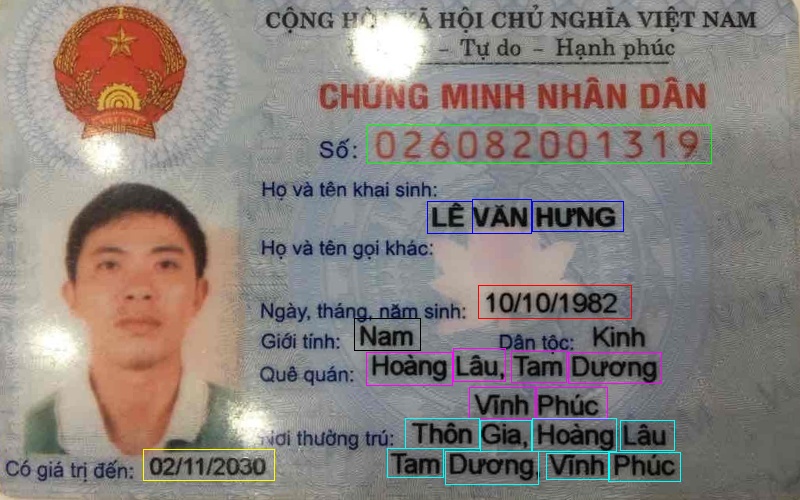 CỘNG HÒA XÃ HỘI CHỦ NGHĨA VIỆT NAM
- Tự do - Hạnh phúc
CHỨNG MINH NHÂN DÂN
Số: 026082001319
Họ và tên khai sinh:
LÊ VĂN HƯNG
Họ và tên gọi khác:
Ngày, tháng, năm sinh: 10/10/1982
Giới tính: Nam Dân tộc: Kinh
Quê quán: Hoàng Lâu, Tam Dương
Vĩnh Phúc
Nơi thường trú: Thôn Gia, Hoàng Lâu
Tam Dương, Vĩnh Phúc
Có giá trị đến: 02/11/2030